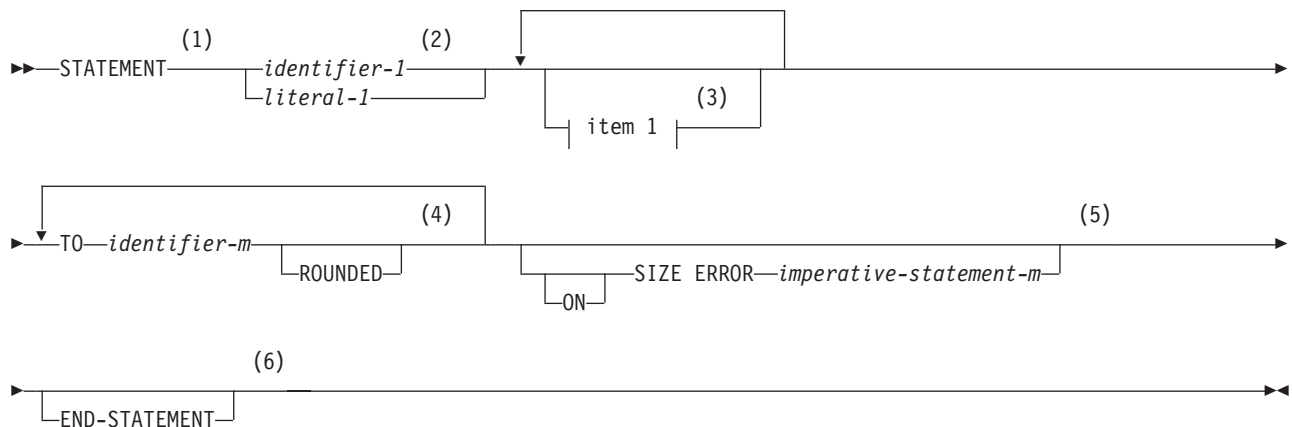 (1) (2)
STATEMENT identifier-1
literal-1
(3)
item 1
(4) (5)
TO identifier-m
ROUNDED SIZE ERROR imperative-statement-m
ON
(6)
END-STATEMENT